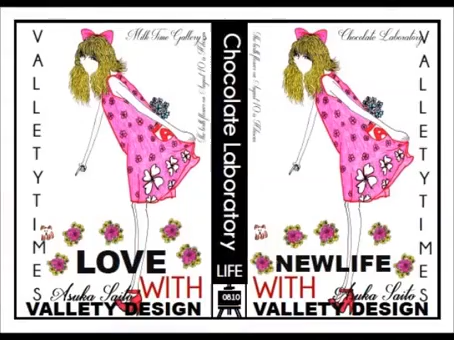 VALLETYTIMES
Milk Time Gallery's
LOVE
WITH
Asuka Saito
VALLETY DESIGN
Chocolate Laboratory
LIFE
0810
Chocolate Laboratory
VALLETYTIMES
NEWLIFE
WITH
Asuka Saito
VALLETY DESIGN